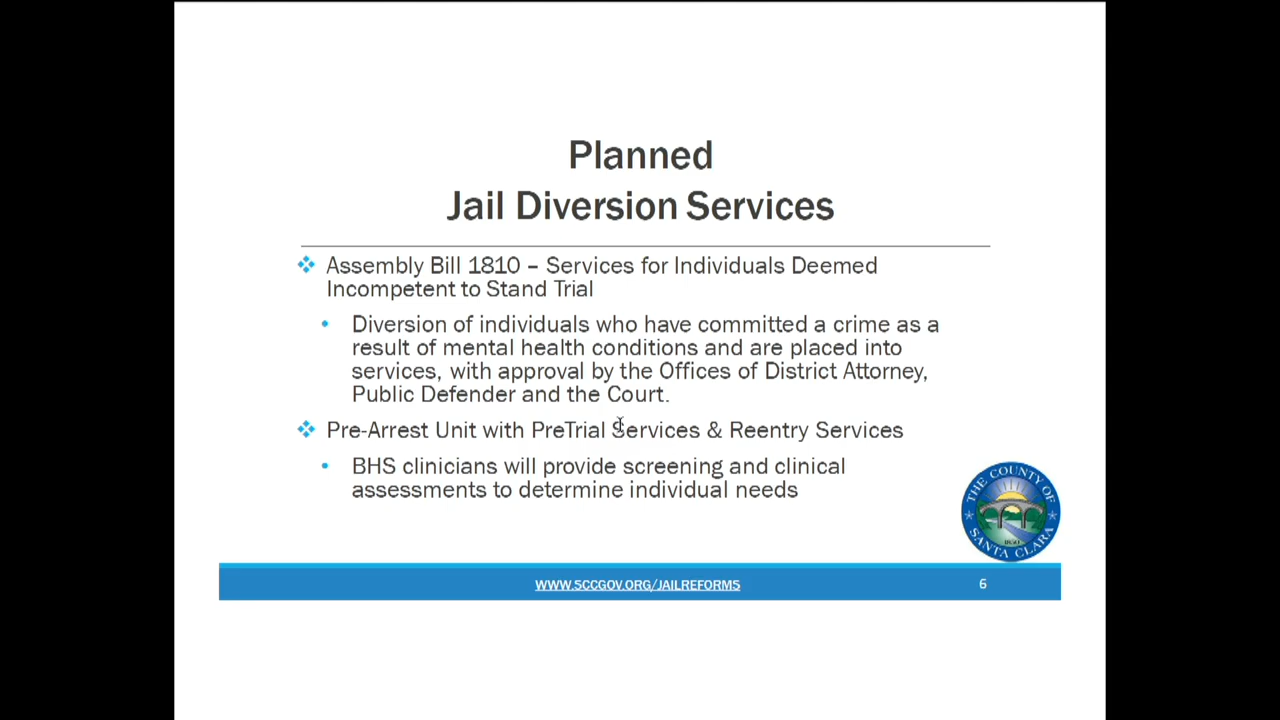 Planned
Jail Diversion Services
❖ Assembly Bill 1810 – Services for Individuals Deemed
Incompetent to Stand Trial
• Diversion of individuals who have committed a crime as a
result of mental health conditions and are placed into
services, with approval by the Offices of District Attorney,
Public Defender and the Court.
❖ Pre-Arrest Unit with PreTrial Services & Reentry Services
• BHS clinicians will provide screening and clinical
assessments to determine individual needs
THE COUNTY OF
SANTA CLARA
1850
WWW.SCCGOV.ORG/JAILREFORMS
6